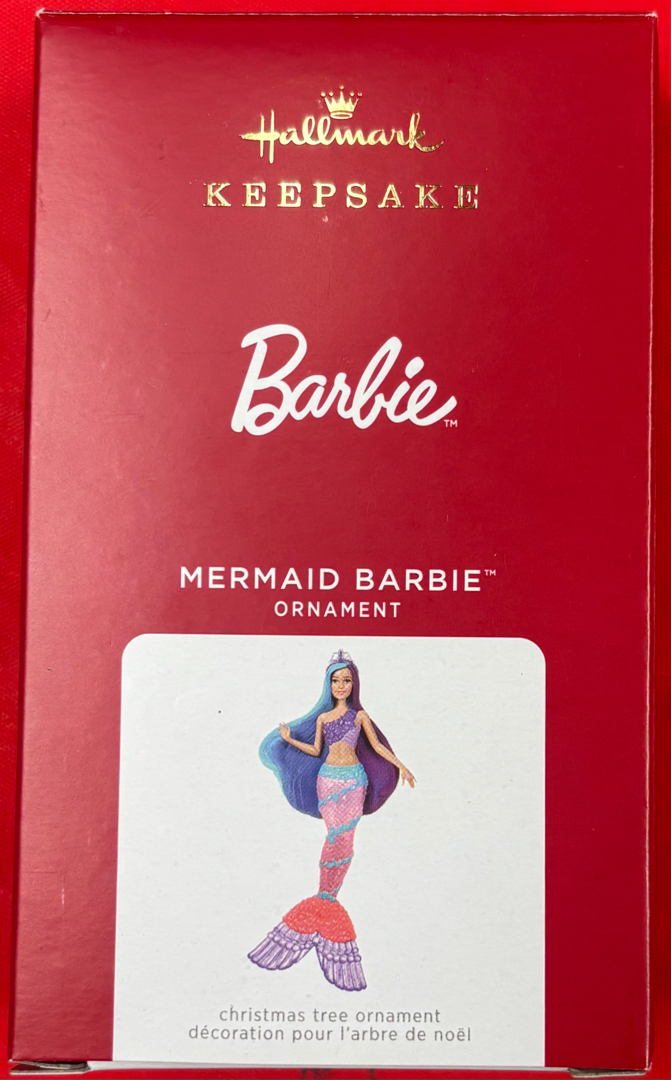 Hallmark
KEEPSAKE
Barbie™
MERMAID BARBIE™
ORNAMENT
christmas tree ornament
décoration pour l'arbre de noël